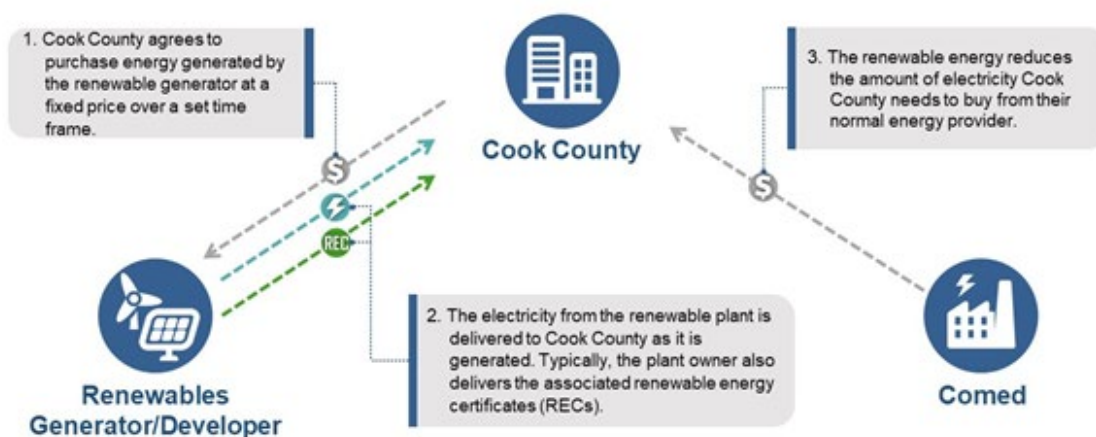 1. Cook County agrees to
purchase energy generated by
the renewable generator at a
fixed price over a set time
frame.
Cook County
3. The renewable energy reduces
the amount of electricity Cook
County needs to buy from their
normal energy provider.
$
$
REC
2. The electricity from the renewable plant is
delivered to Cook County as it is
generated. Typically, the plant owner also
delivers the associated renewable energy
certificates (RECs).
Renewables
Generator/Developer
Comed